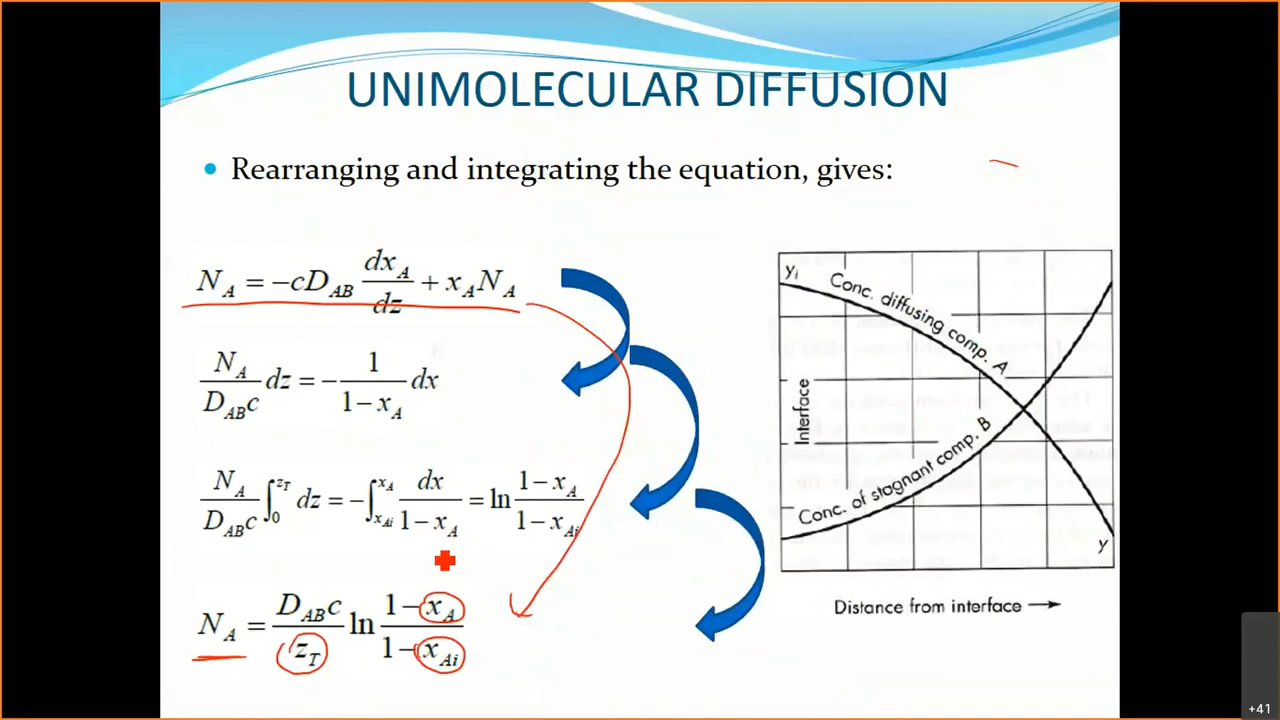 UNIMOLECULAR DIFFUSION
Rearranging and integrating the equation, gives:
N_A = −cD_AB dx_A/dz + x_A N_A
N_A/(D_AB c) dz = − 1/(1−x_A) dx
N_A/(D_AB c) ∫_0^{z_T} dz = −∫_{x_Ai}^{x_A} dx/(1−x_A) = ln (1−x_A)/(1−x_Ai)
N_A = (D_AB c)/z_T ln (1−x_A)/(1−x_Ai)
y_i
Conc. diffusing comp. A
Interface
Conc. of stagnant comp. B
y
Distance from interface
+41